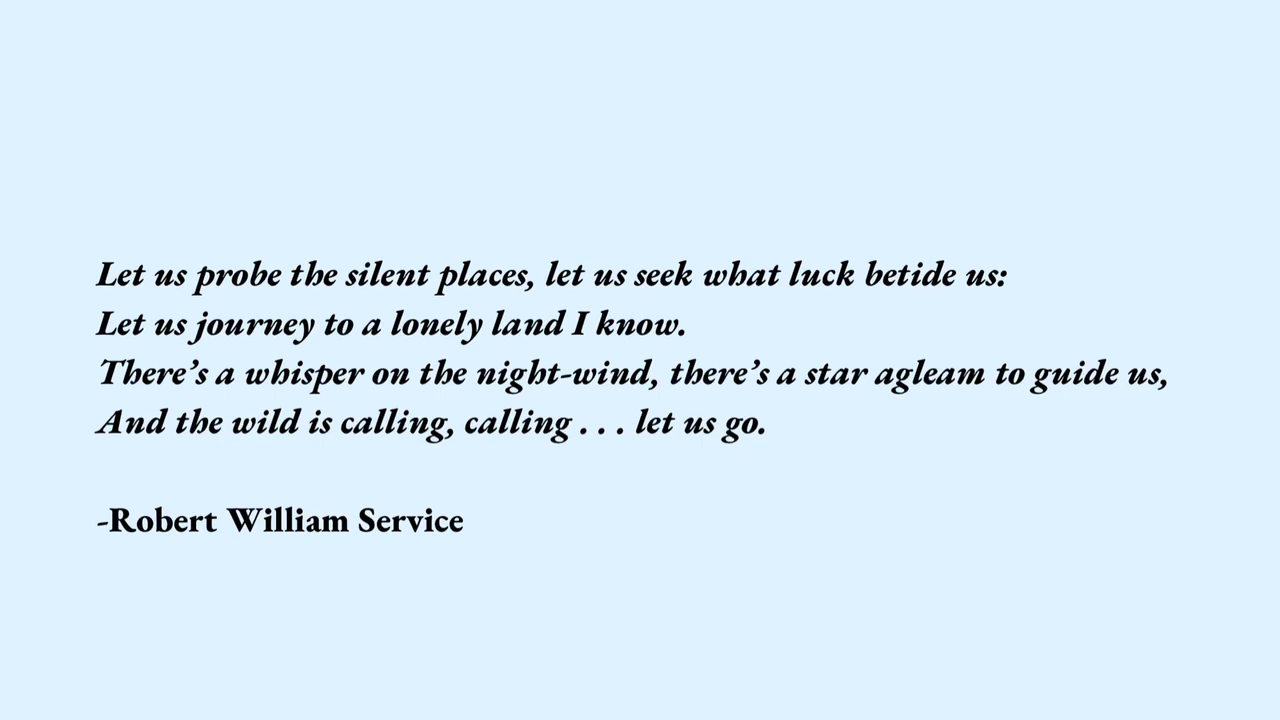 Let us probe the silent places, let us seek what luck betide us:
Let us journey to a lonely land I know.
There’s a whisper on the night-wind, there’s a star agleam to guide us,
And the wild is calling, calling . . . let us go.
-Robert William Service